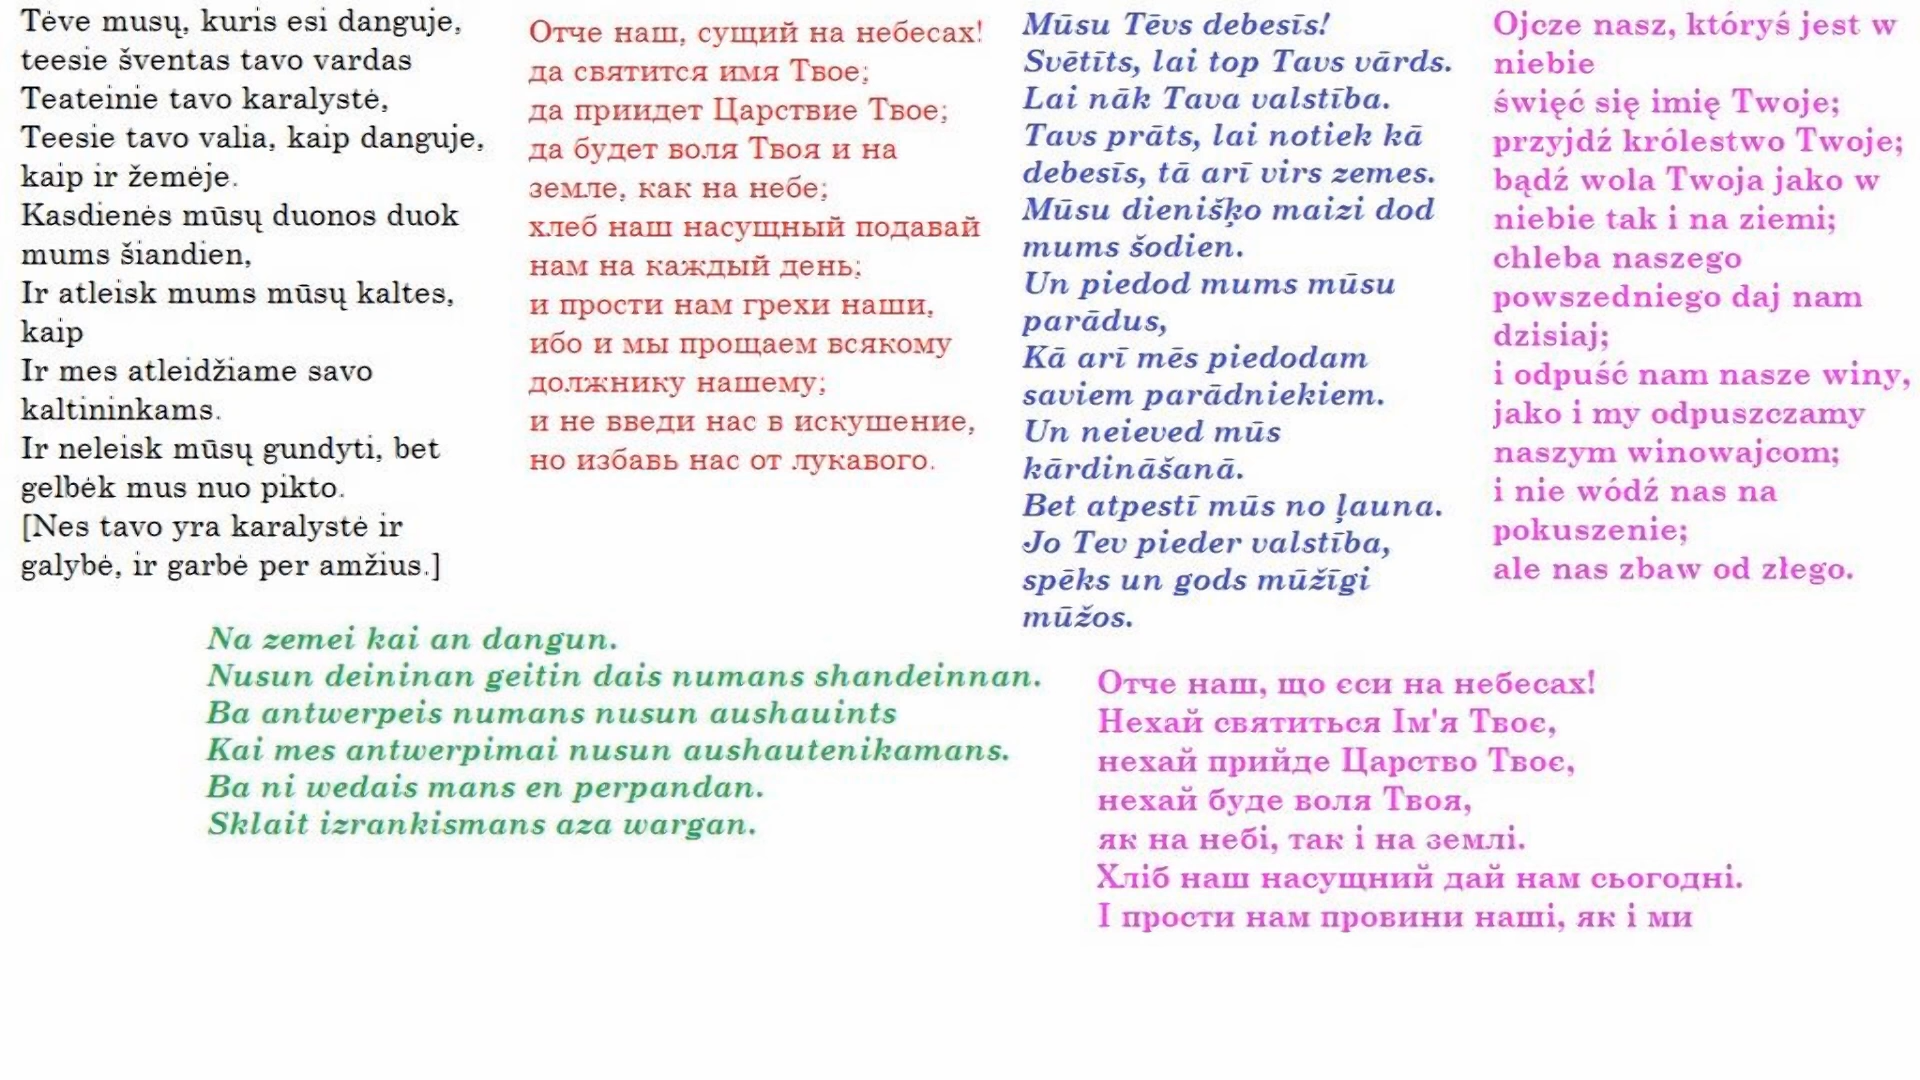 Tėve musų, kuris esi danguje,
teesie šventas tavo vardas
Teateinie tavo karalystė,
Teesie tavo valia, kaip danguje,
kaip ir žemėje.
Kasdienės mūsų duonos duok
mums šiandien,
Ir atleisk mums mūsų kaltes,
kaip
Ir mes atleidžiame savo
kaltininkams.
Ir neleisk mūsų gundyti, bet
gelbėk mus nuo pikto.
[Nes tavo yra karalystė ir
galybė, ir garbė per amžius.]
Отче наш, сущий на небесах!
да святится имя Твое;
да приидет Царствие Твое;
да будет воля Твоя и на
земле, как на небе;
хлеб наш насущный подавай
нам на каждый день;
и прости нам грехи наши,
ибо и мы прощаем всякому
должнику нашему;
и не введи нас в искушение,
но избавь нас от лукавого.
Mūsu Tēvs debesīs!
Svētīts, lai top Tavs vārds.
Lai nāk Tava valstība.
Tavs prāts, lai notiek kā
debesīs, tā arī virs zemes.
Mūsu dienišķo maizi dod
mums šodien.
Un piedod mums mūsu
parādus,
Kā arī mēs piedodam
saviem parādniekiem.
Un neieved mūs
kārdināšanā.
Bet atpestī mūs no ļauna.
Jo Tev pieder valstība,
spēks un gods mūžīgi
mūžos.
Ojcze nasz, któryś jest w
niebie
święć się imię Twoje;
przyjdź królestwo Twoje;
bądź wola Twoja jako w
niebie tak i na ziemi;
chleba naszego
powszedniego daj nam
dzisiaj;
i odpuść nam nasze winy,
jako i my odpuszczamy
naszym winowajcom;
i nie wódź nas na
pokuszenie;
ale nas zbaw od złego.
Na zemei kai an dangun.
Nusun deininan geitin dais numans shandeinnan.
Ba antwerpeis numans nusun aushauints
Kai mes antwerpimai nusun aushautenikamans.
Ba ni wedais mans en perpandan.
Sklait izrankismans aza wargan.
Отче наш, що єси на небесах!
Нехай святиться Ім'я Твоє,
нехай прийде Царство Твоє,
нехай буде воля Твоя,
як на небі, так і на землі.
Хліб наш насущний дай нам сьогодні.
І прости нам провини наші, як і ми